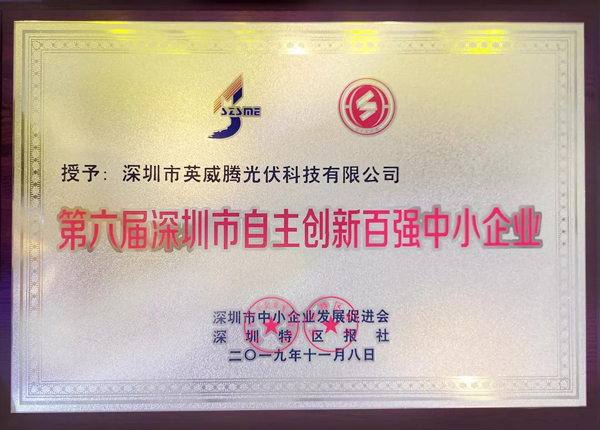 SZSME
授予：深圳市英威腾光伏科技有限公司
第六届深圳市自主创新百强中小企业
深圳市中小企业发展促进会
深圳特区报社
二〇一九年十一月八日